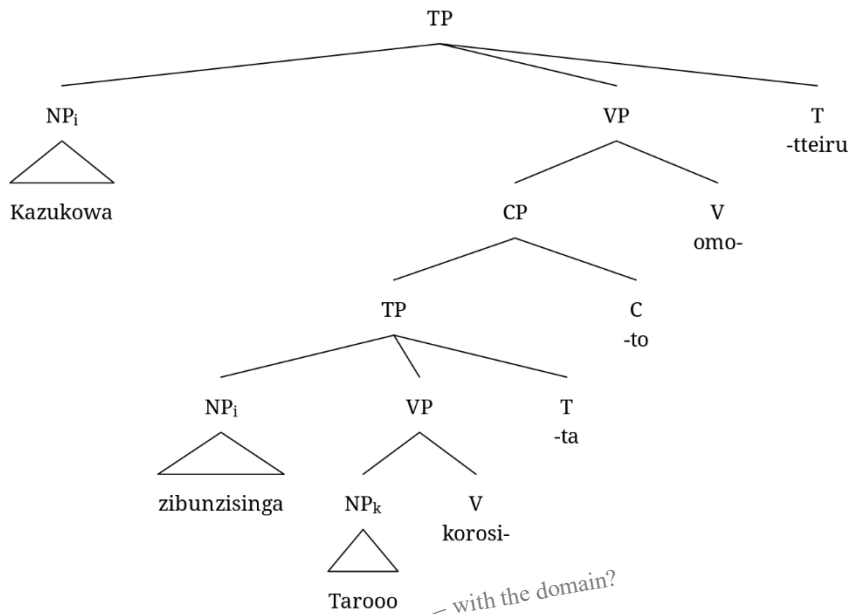 TP
NPᵢ VP T
-tteiru
Kazukowa
CP V
omo-
TP C
-to
NPᵢ VP T
-ta
zibunzisinga NPₖ V
korosi-
Tarooo
– with the domain?